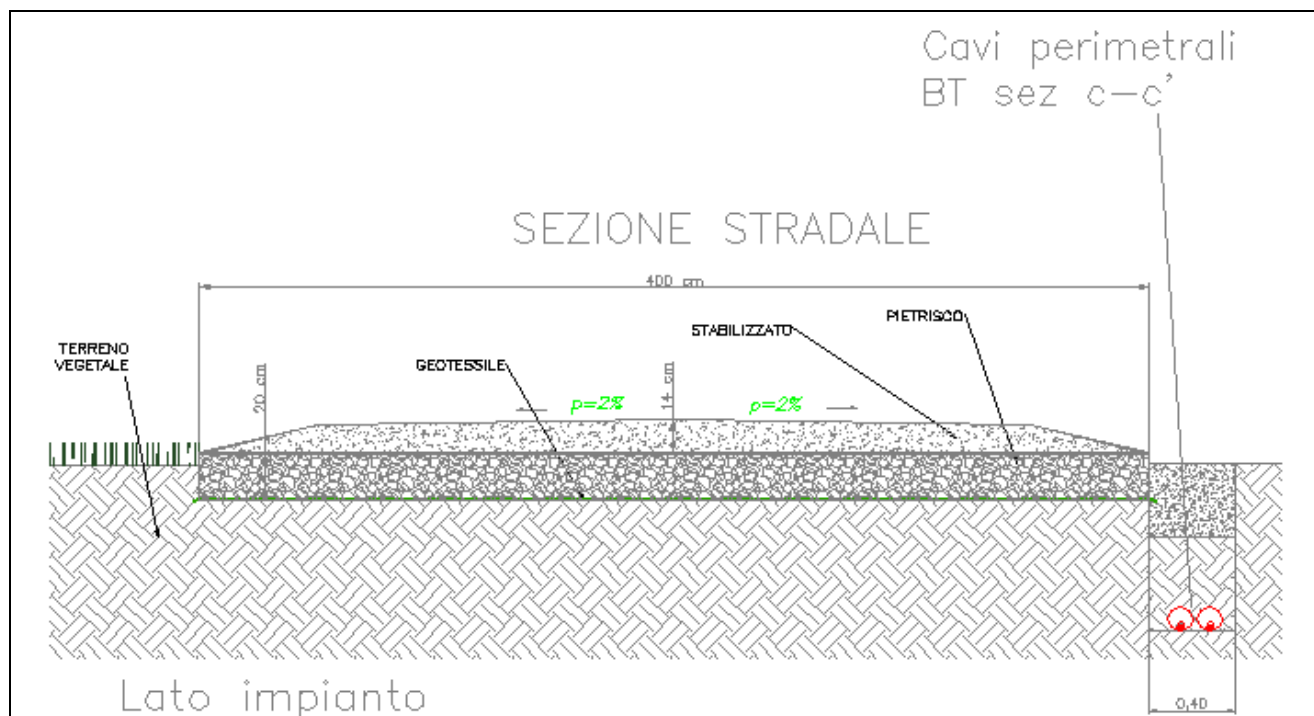 Cavi perimetrali
BT sez c-c'
SEZIONE STRADALE
400 cm
PIETRISCO
STABILIZZATO
TERRENO
VEGETALE
GEOTESSILE
20 cm
14 cm
p=2%
p=2%
Lato impianto
0,40